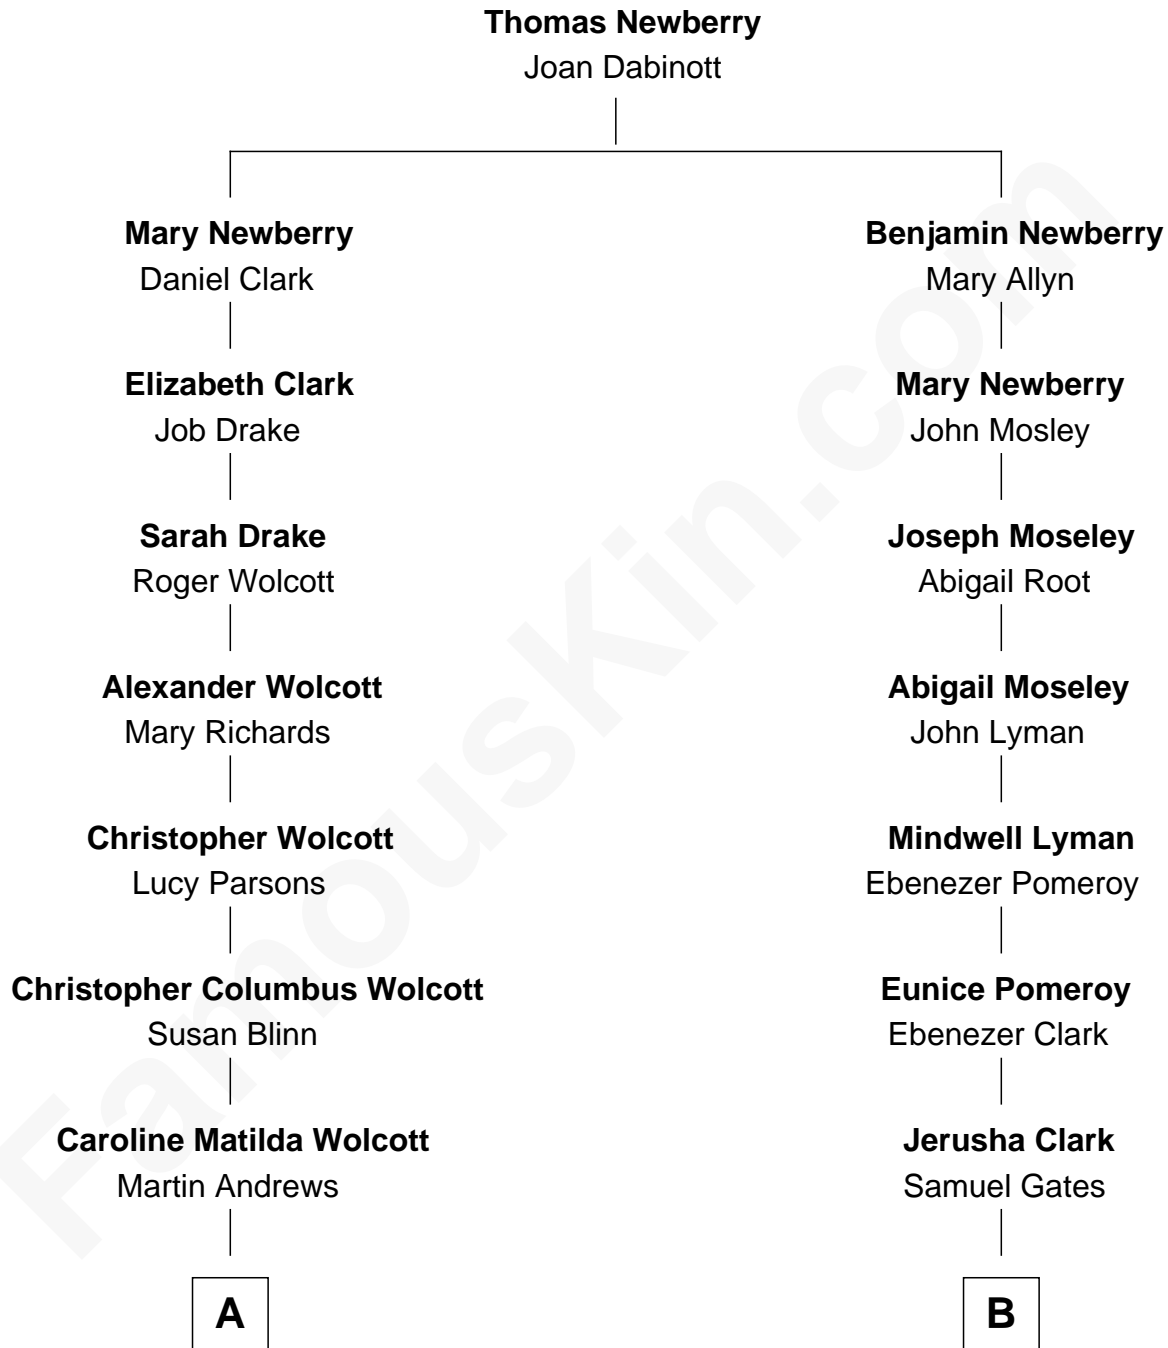 Thomas Newberry
Joan Dabinott
Mary Newberry
Daniel Clark
Benjamin Newberry
Mary Allyn
Elizabeth Clark
Job Drake
Mary Newberry
John Mosley
Sarah Drake
Roger Wolcott
Joseph Moseley
Abigail Root
Alexander Wolcott
Mary Richards
Abigail Moseley
John Lyman
Christopher Wolcott
Lucy Parsons
Mindwell Lyman
Ebenezer Pomeroy
Christopher Columbus Wolcott
Susan Blinn
Eunice Pomeroy
Ebenezer Clark
Caroline Matilda Wolcott
Martin Andrews
Jerusha Clark
Samuel Gates
A
B
FamousKin.com